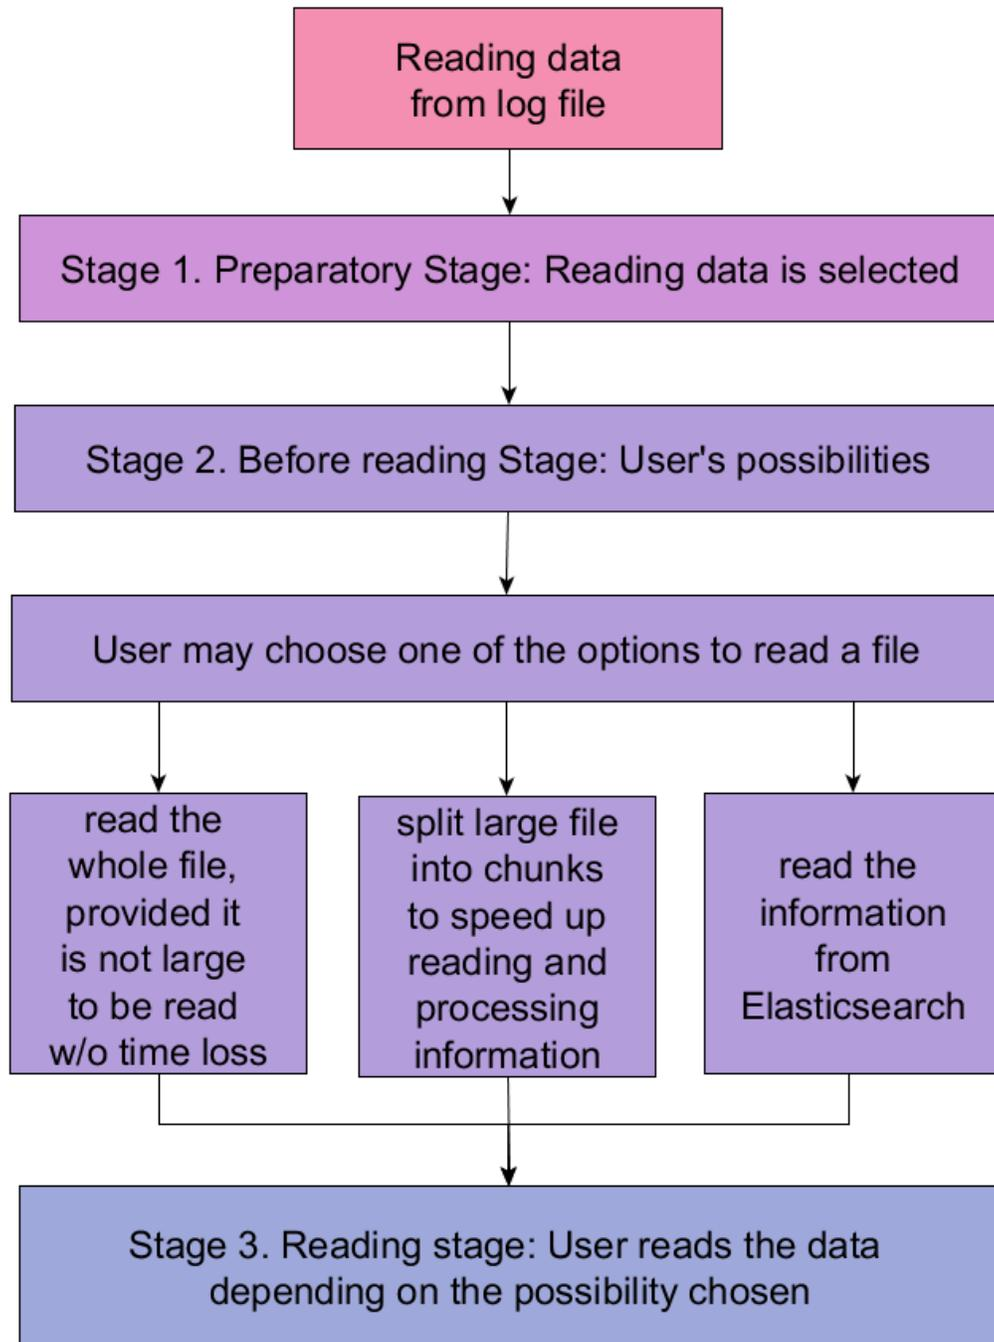 Reading data
from log file
Stage 1. Preparatory Stage: Reading data is selected
Stage 2. Before reading Stage: User's possibilities
User may choose one of the options to read a file
read the
whole file,
provided it
is not large
to be read
w/o time loss
split large file
into chunks
to speed up
reading and
processing
information
read the
information
from
Elasticsearch
Stage 3. Reading stage: User reads the data
depending on the possibility chosen